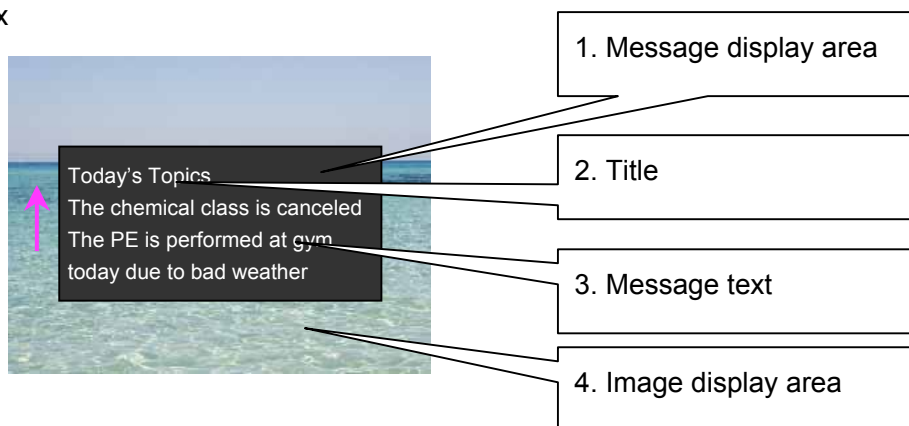 x
1. Message display area
Today's Topics
The chemical class is canceled
The PE is performed at gym
today due to bad weather
2. Title
3. Message text
4. Image display area